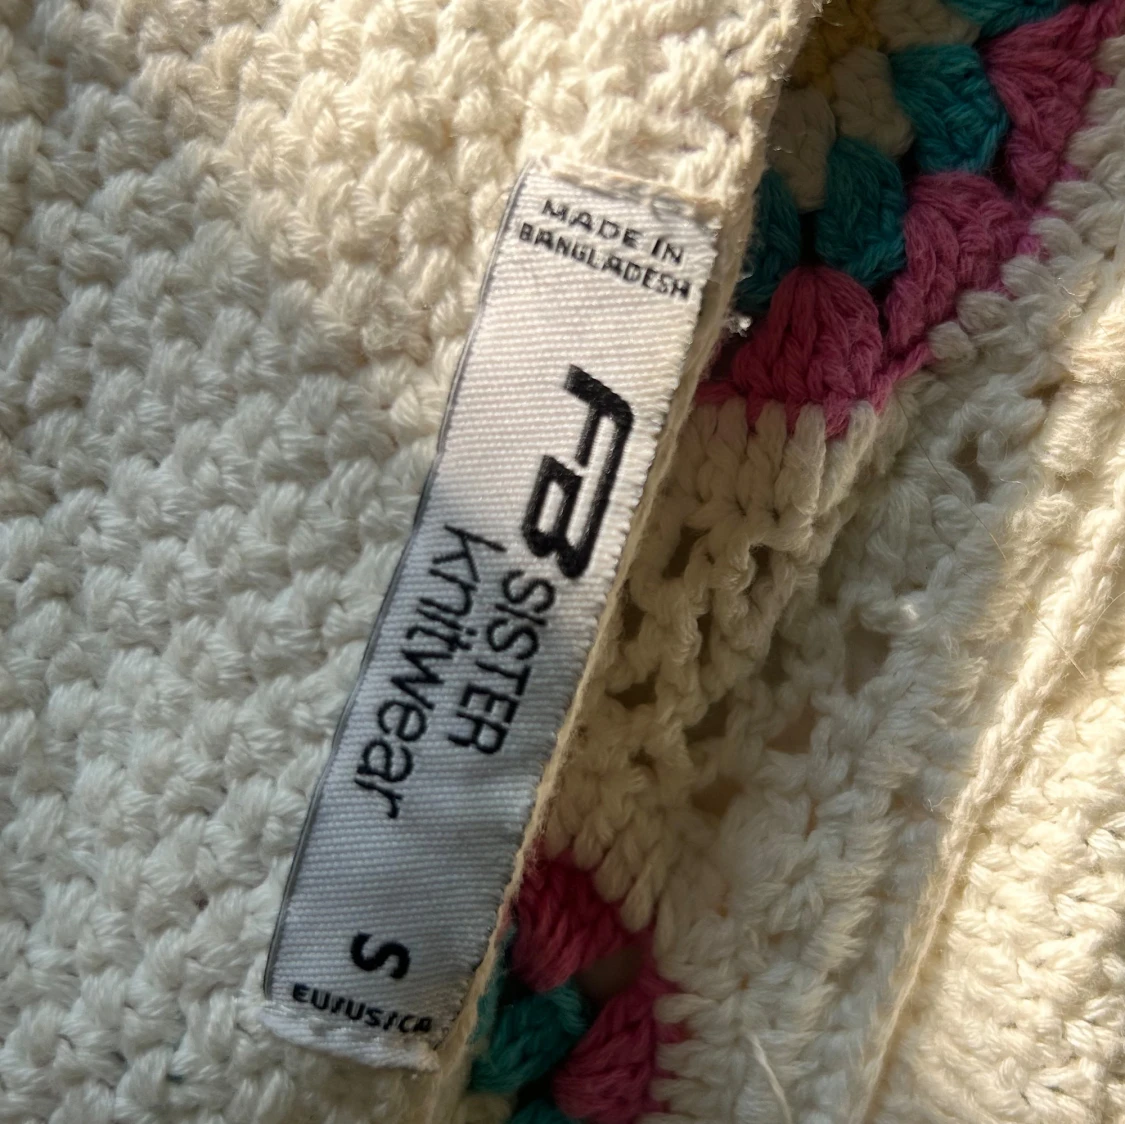 MADE IN
BANGLADESH
FB
SISTER
knitwear
S
EU/US/CA